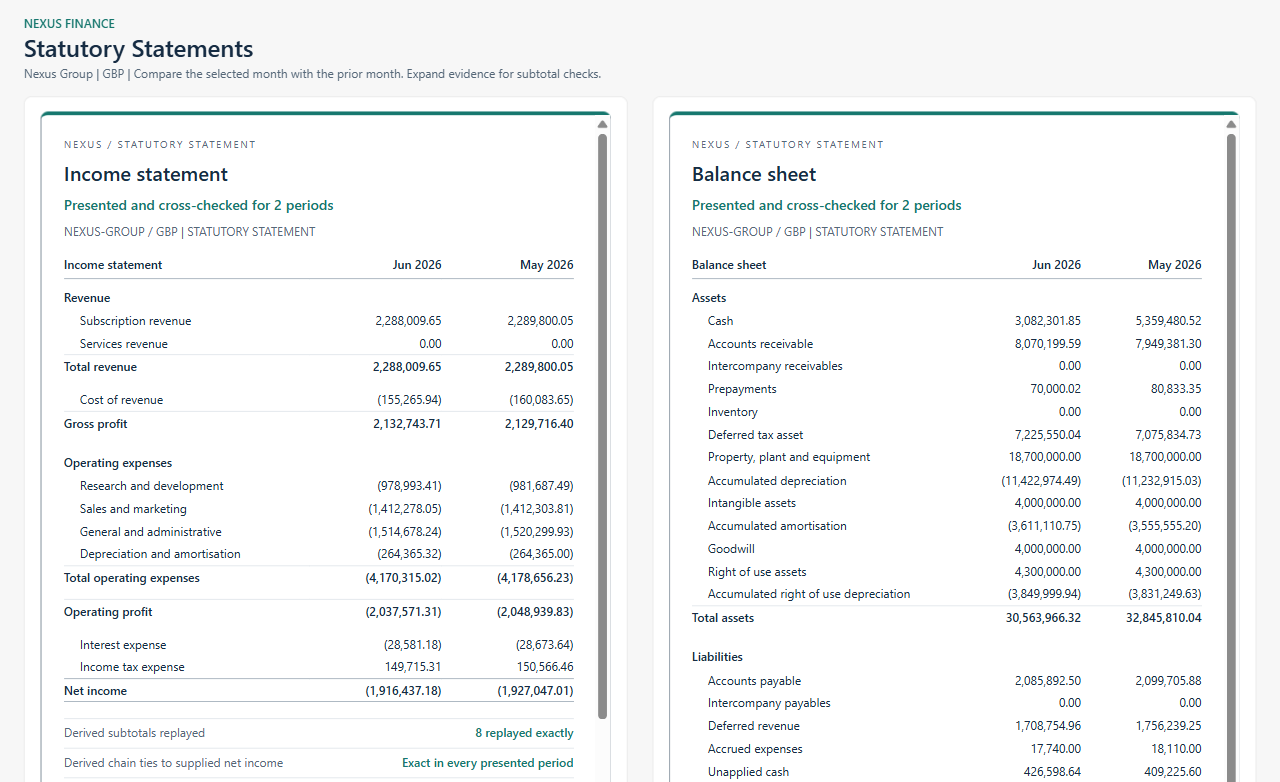 NEXUS FINANCE
Statutory Statements
Nexus Group | GBP | Compare the selected month with the prior month. Expand evidence for subtotal checks.
NEXUS / STATUTORY STATEMENT
Income statement
Presented and cross-checked for 2 periods
NEXUS-GROUP / GBP | STATUTORY STATEMENT
Income statement Jun 2026 May 2026
Revenue
Subscription revenue 2,288,009.65 2,289,800.05
Services revenue 0.00 0.00
Total revenue 2,288,009.65 2,289,800.05
Cost of revenue (155,265.94) (160,083.65)
Gross profit 2,132,743.71 2,129,716.40
Operating expenses
Research and development (978,993.41) (981,687.49)
Sales and marketing (1,412,278.05) (1,412,303.81)
General and administrative (1,514,678.24) (1,520,299.93)
Depreciation and amortisation (264,365.32) (264,365.00)
Total operating expenses (4,170,315.02) (4,178,656.23)
Operating profit (2,037,571.31) (2,048,939.83)
Interest expense (28,581.18) (28,673.64)
Income tax expense 149,715.31 150,566.46
Net income (1,916,437.18) (1,927,047.01)
Derived subtotals replayed 8 replayed exactly
Derived chain ties to supplied net income Exact in every presented period
NEXUS / STATUTORY STATEMENT
Balance sheet
Presented and cross-checked for 2 periods
NEXUS-GROUP / GBP | STATUTORY STATEMENT
Balance sheet Jun 2026 May 2026
Assets
Cash 3,082,301.85 5,359,480.52
Accounts receivable 8,070,199.59 7,949,381.30
Intercompany receivables 0.00 0.00
Prepayments 70,000.02 80,833.35
Inventory 0.00 0.00
Deferred tax asset 7,225,550.04 7,075,834.73
Property, plant and equipment 18,700,000.00 18,700,000.00
Accumulated depreciation (11,422,974.49) (11,232,915.03)
Intangible assets 4,000,000.00 4,000,000.00
Accumulated amortisation (3,611,110.75) (3,555,555.20)
Goodwill 4,000,000.00 4,000,000.00
Right of use assets 4,300,000.00 4,300,000.00
Accumulated right of use depreciation (3,849,999.94) (3,831,249.63)
Total assets 30,563,966.32 32,845,810.04
Liabilities
Accounts payable 2,085,892.50 2,099,705.88
Intercompany payables 0.00 0.00
Deferred revenue 1,708,754.96 1,756,239.25
Accrued expenses 17,740.00 18,110.00
Unapplied cash 426,598.64 409,225.60